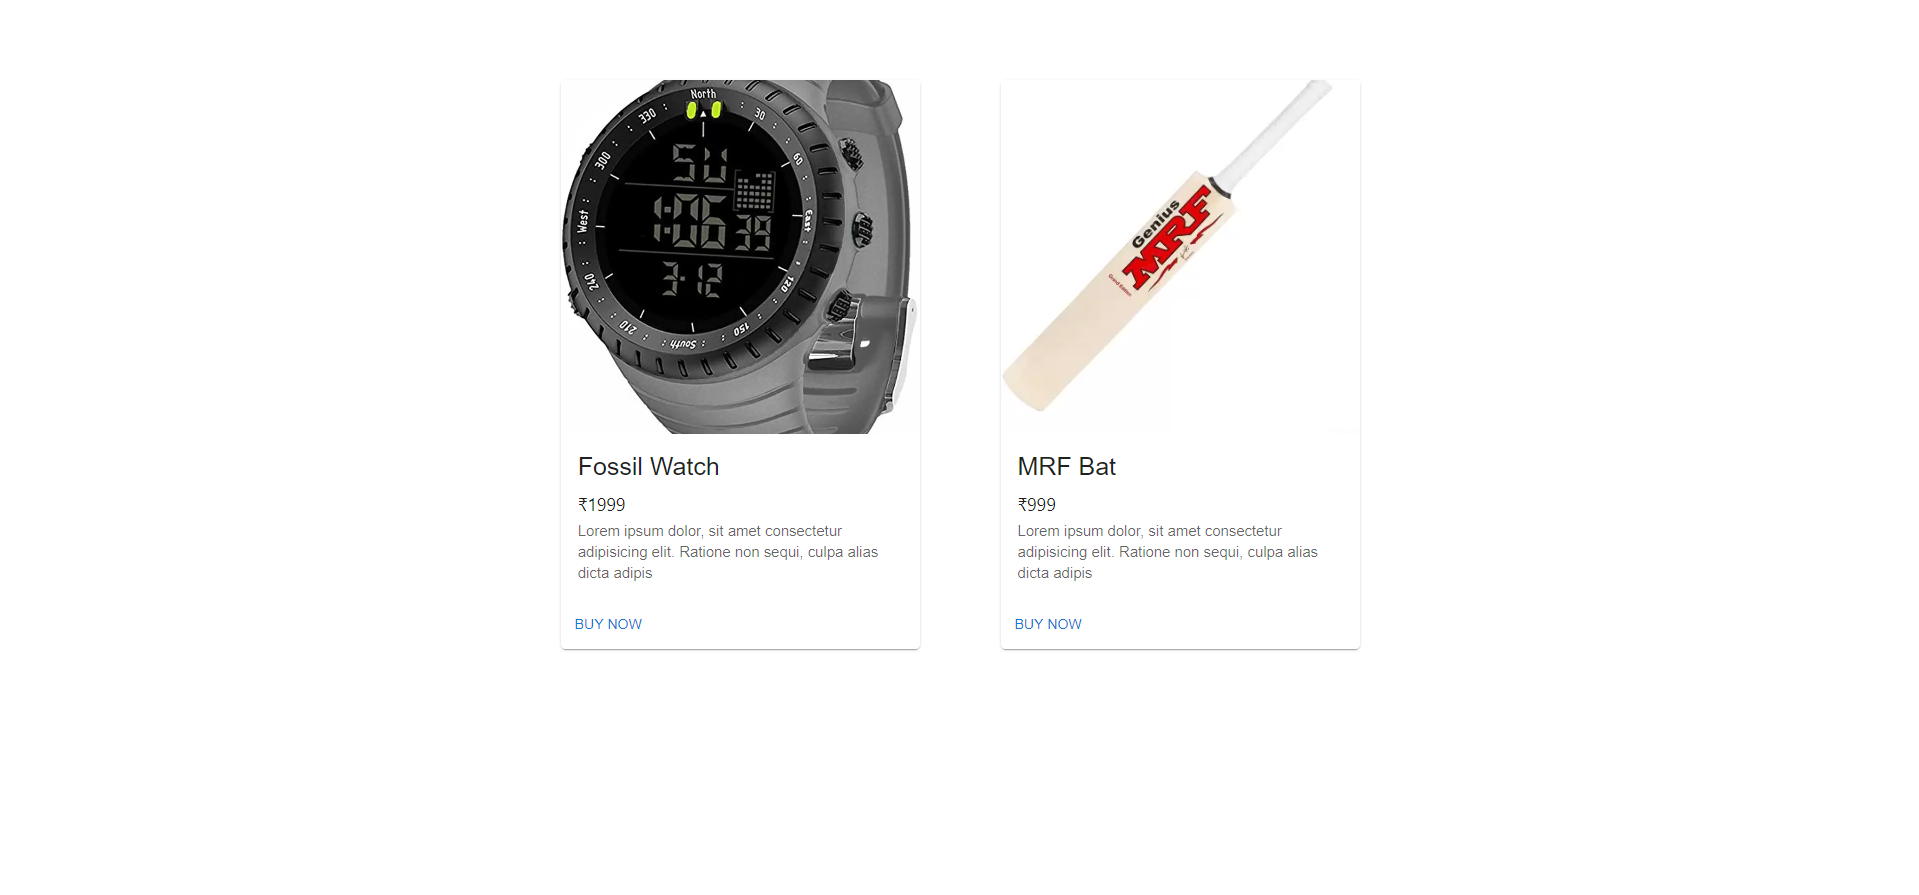 North
330
30
300
60
SU
1:06 39
3-12
West
East
240
120
210
150
South
Genius
MRF
Grand Edition
Fossil Watch
₹1999
Lorem ipsum dolor, sit amet consectetur
adipisicing elit. Ratione non sequi, culpa alias
dicta adipis
BUY NOW
MRF Bat
₹999
Lorem ipsum dolor, sit amet consectetur
adipisicing elit. Ratione non sequi, culpa alias
dicta adipis
BUY NOW